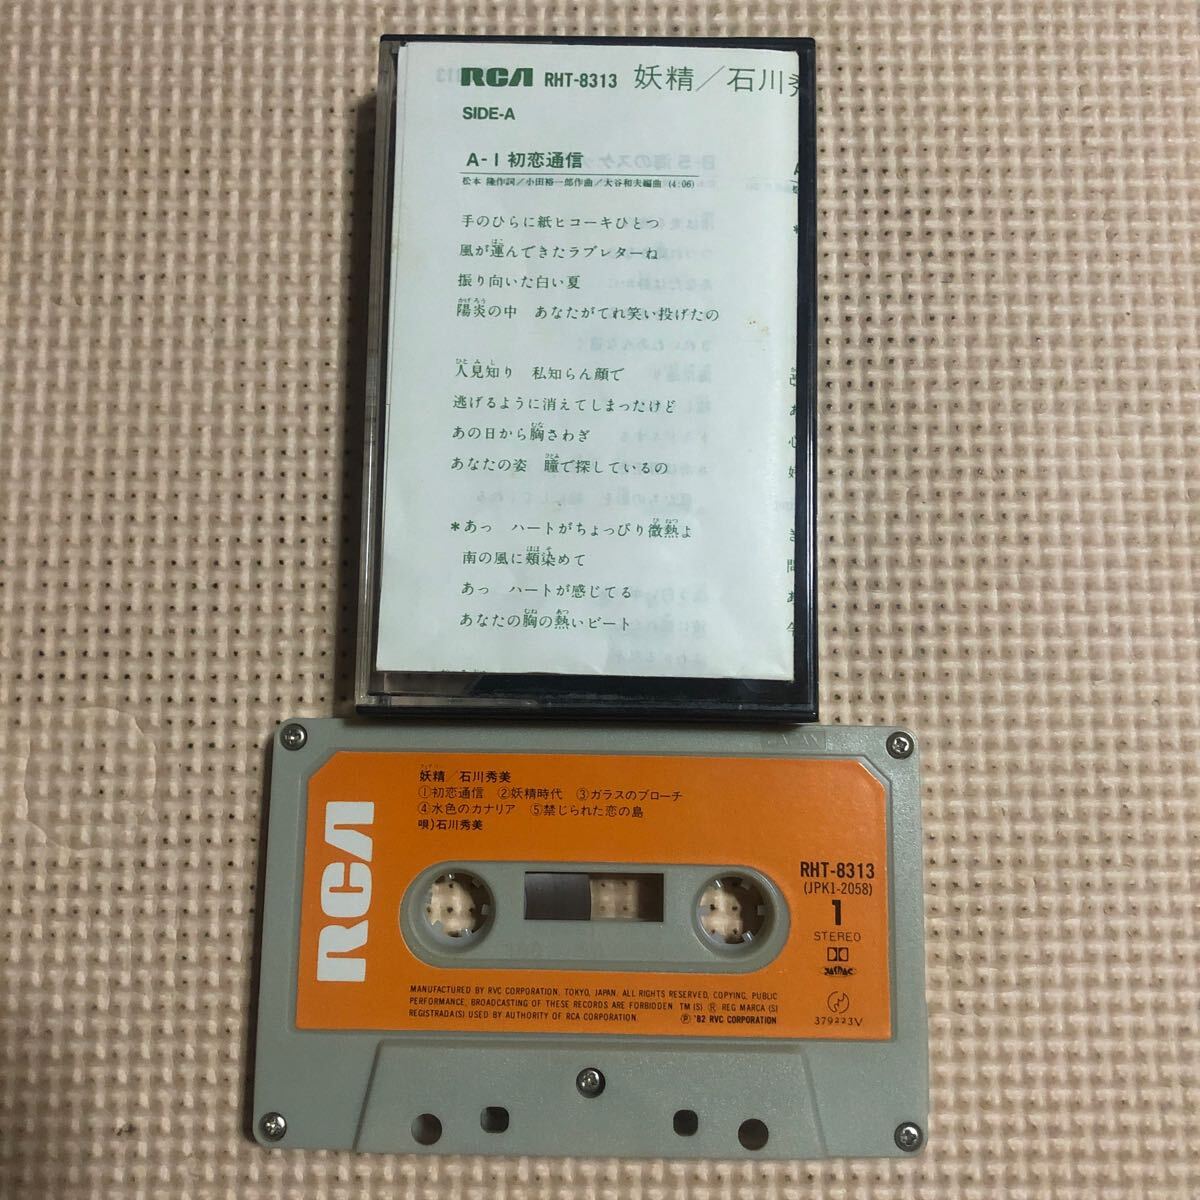 RCA RHT-8313 妖精／石川秀
SIDE-A
A-1 初恋通信
松本 隆作詞／小田裕一郎作曲／大谷和夫編曲 (4:06)
手のひらに紙ヒコーキひとつ
風が運んできたラブレターね
振り向いた白い夏
陽炎の中　あなたがてれ笑い投げたの
人見知り　私知らん顔で
逃げるように消えてしまったけど
あの日から胸さわぎ
あなたの姿　瞳で探しているの
＊あっ　ハートがちょっぴり微熱よ
南の風に頬染めて
あっ　ハートが感じてる
あなたの胸の熱いビート
RCA
妖精／石川秀美
①初恋通信　②妖精時代　③ガラスのブローチ
④水色のカナリア　⑤禁じられた恋の島
唄)石川秀美
RHT-8313
(JPK1-2058)
1
STEREO
MANUFACTURED BY RVC CORPORATION, TOKYO, JAPAN. ALL RIGHTS RESERVED, COPYING, PUBLIC
PERFORMANCE, BROADCASTING OF THESE RECORDS ARE FORBIDDEN TM(S) ® REG MARCA(S)
REGISTRADA(S) USED BY AUTHORITY OF RCA CORPORATION.
Ⓟ '82 RVC CORPORATION
379223V